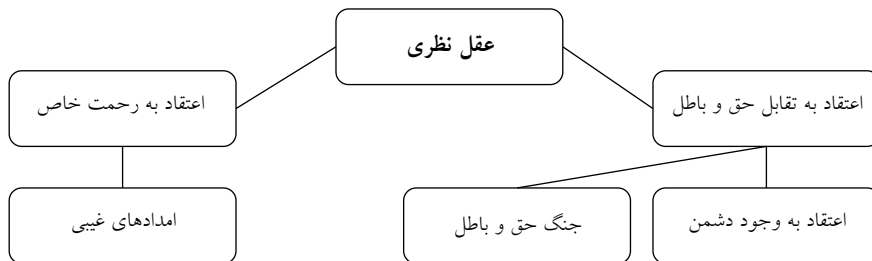 عقل نظری
اعتقاد به تقابل حق و باطل
اعتقاد به رحمت خاص
اعتقاد به وجود دشمن
جنگ حق و باطل
امدادهای غیبی